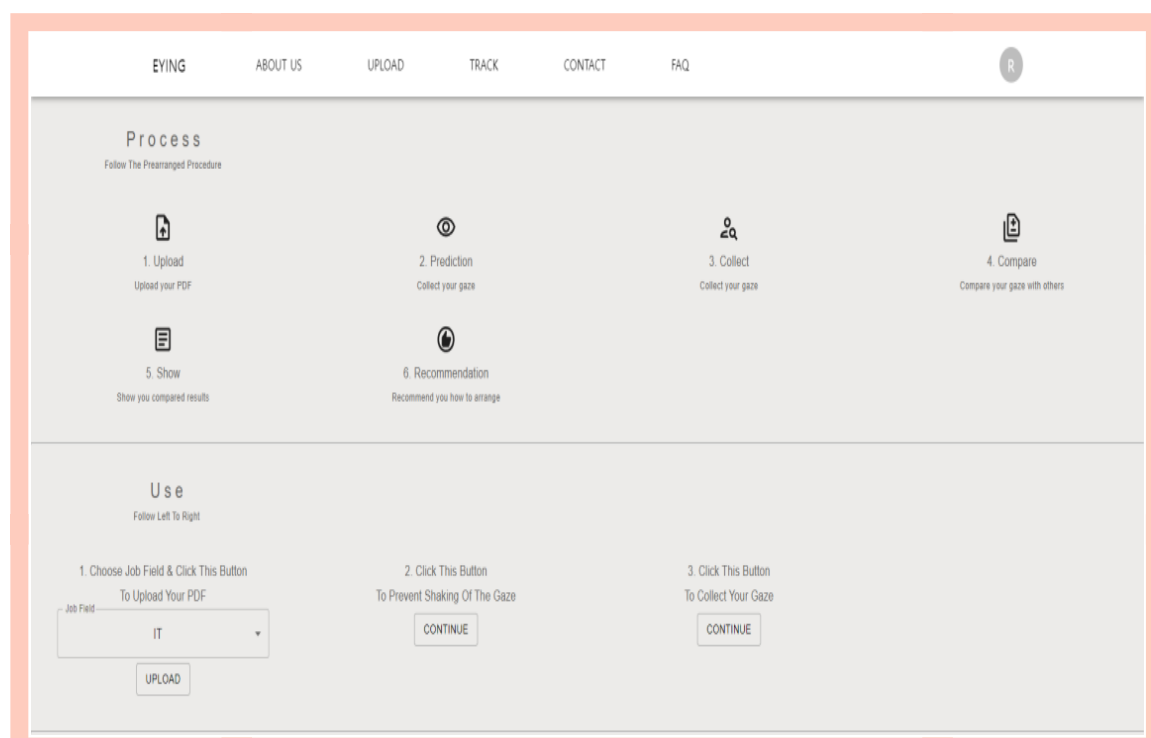 EYING ABOUT US UPLOAD TRACK CONTACT FAQ R
Process
Follow The Prearranged Procedure
1. Upload
Upload your PDF
2. Prediction
Collect your gaze
3. Collect
Collect your gaze
4. Compare
Compare your gaze with others
5. Show
Show you compared results
6. Recommendation
Recommend you how to arrange
Use
Follow Left To Right
1. Choose Job Field & Click This Button
To Upload Your PDF
Job Field
IT
UPLOAD
2. Click This Button
To Prevent Shaking Of The Gaze
CONTINUE
3. Click This Button
To Collect Your Gaze
CONTINUE